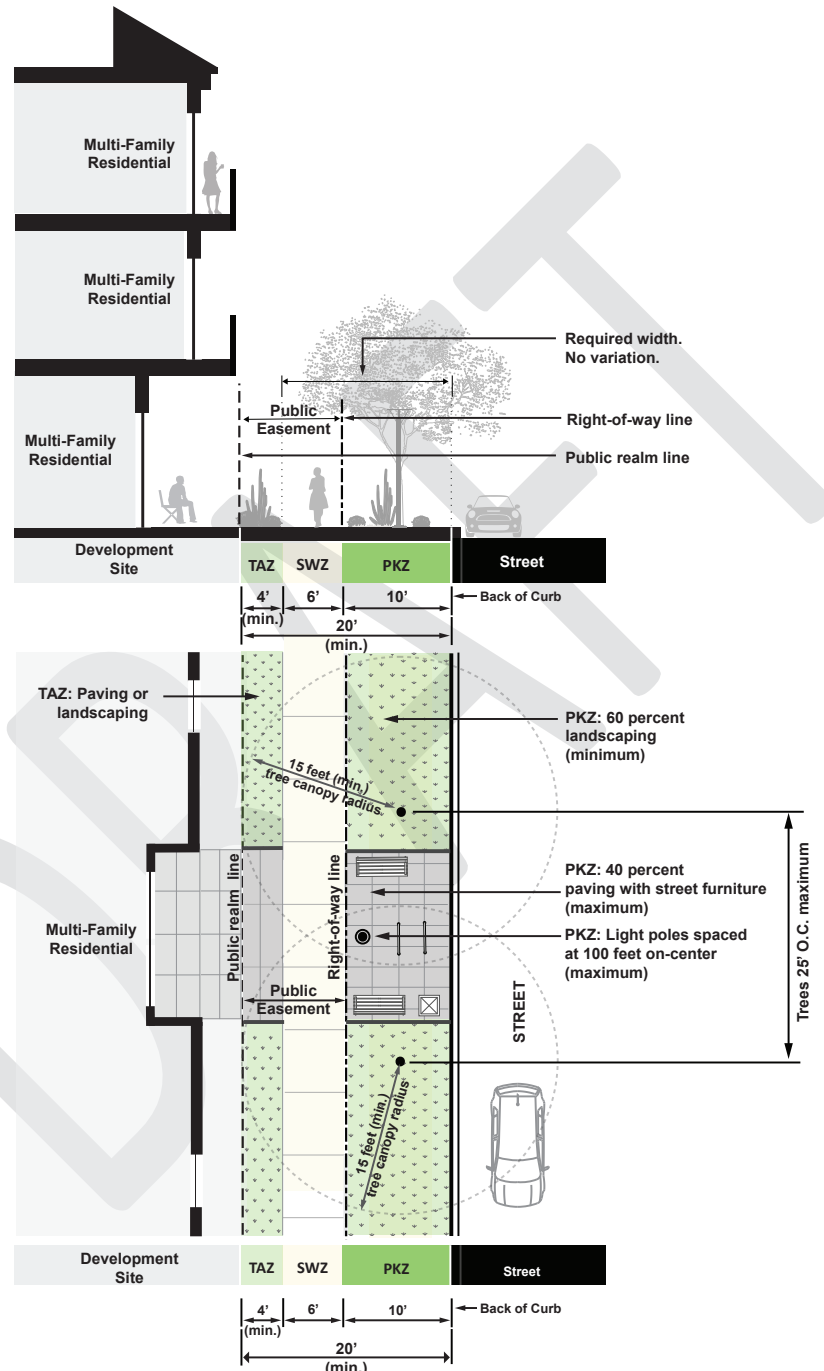 Multi-Family
Residential
Multi-Family
Residential
Required width.
No variation.
Public
Easement
Right-of-way line
Multi-Family
Residential
Public realm line
Development
Site
TAZ
SWZ
PKZ
Street
4'
(min.)
6'
10'
Back of Curb
20'
(min.)
TAZ: Paving or
landscaping
PKZ: 60 percent
landscaping
(minimum)
15 feet (min.)
tree canopy radius
Public realm line
Right-of-way line
PKZ: 40 percent
paving with street furniture
(maximum)
Multi-Family
Residential
PKZ: Light poles spaced
at 100 feet on-center
(maximum)
Trees 25' O.C. maximum
Public
Easement
STREET
15 feet (min.)
tree canopy radius
Development
Site
TAZ
SWZ
PKZ
Street
4'
(min.)
6'
10'
Back of Curb
20'
(min.)
DRAFT